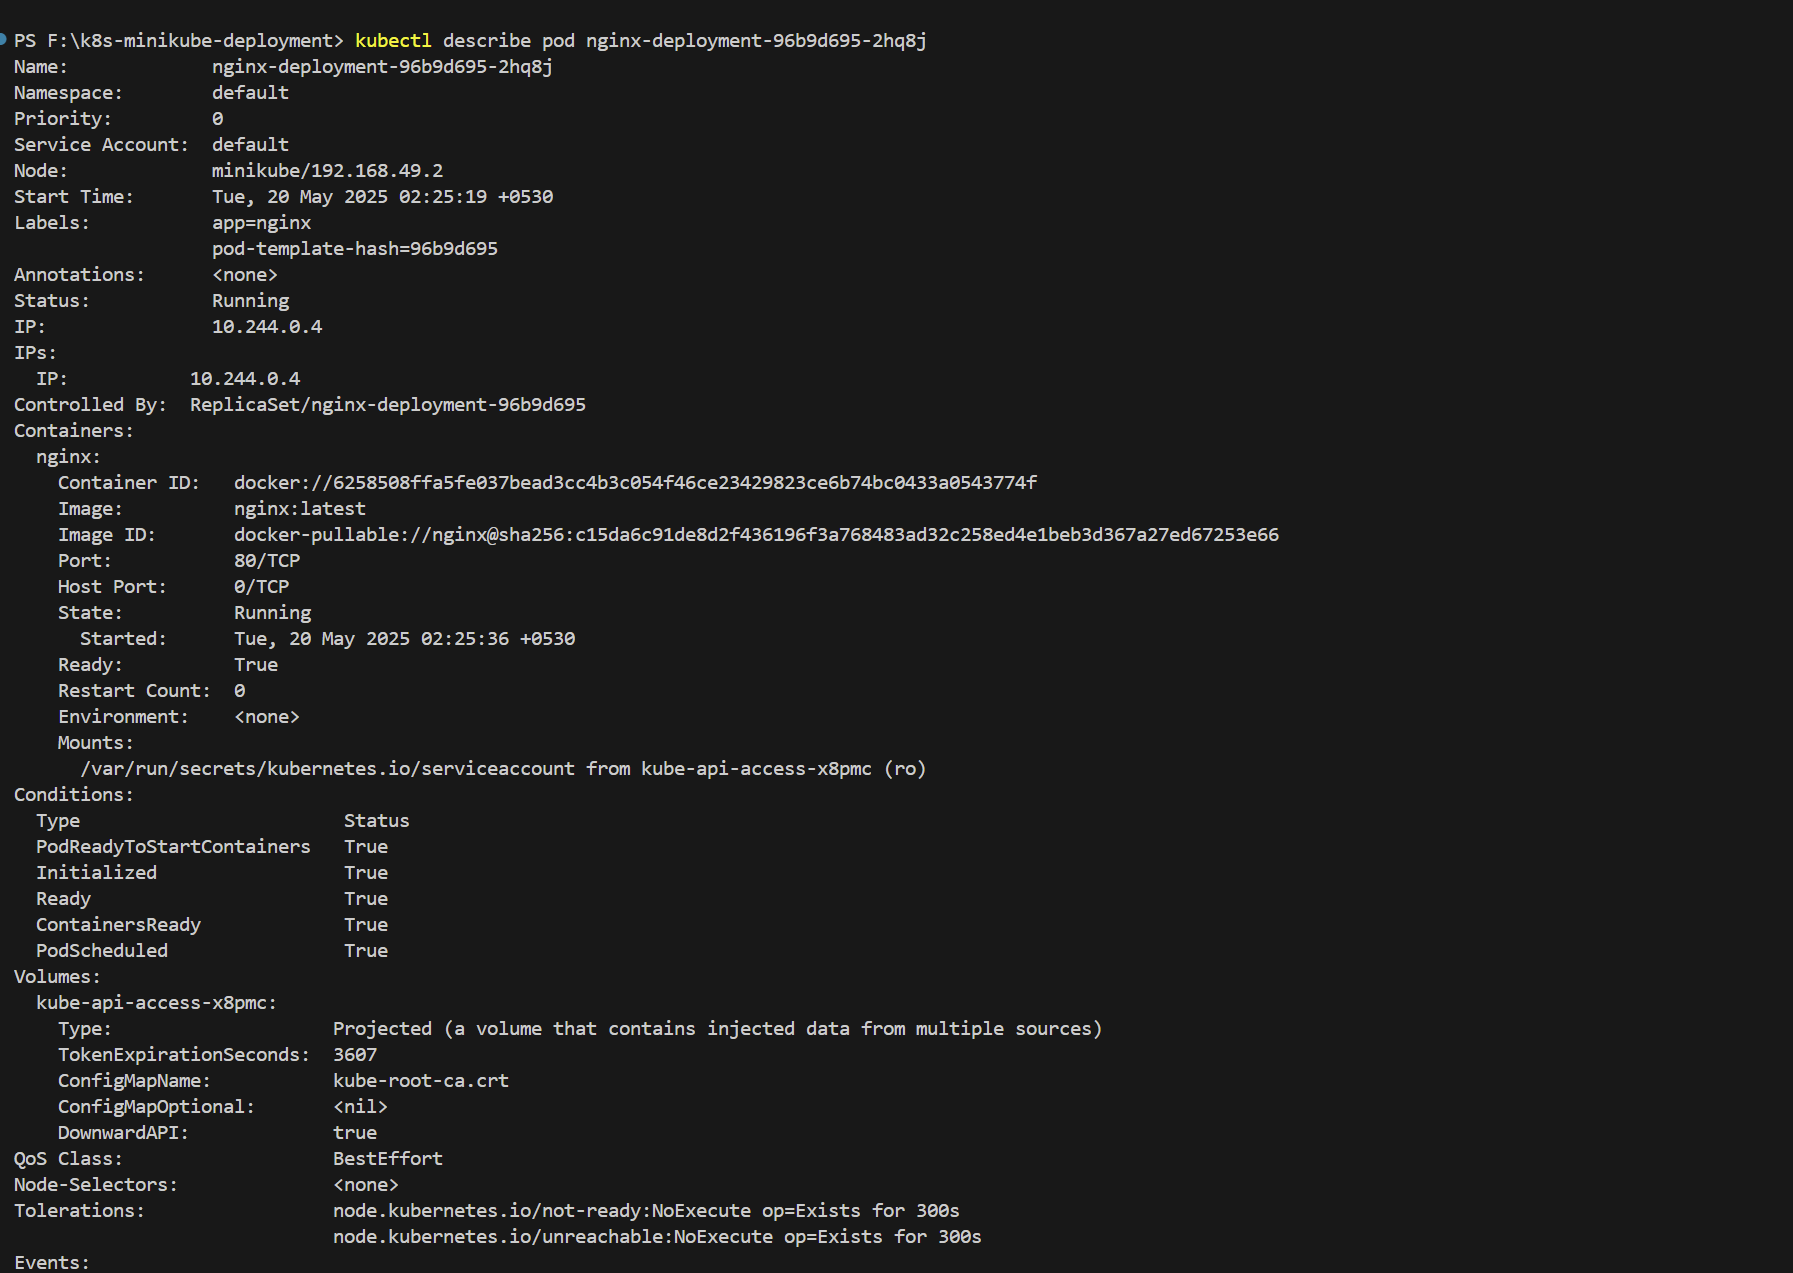 PS F:\k8s-minikube-deployment> kubectl describe pod nginx-deployment-96b9d695-2hq8j
Name:             nginx-deployment-96b9d695-2hq8j
Namespace:        default
Priority:         0
Service Account:  default
Node:             minikube/192.168.49.2
Start Time:       Tue, 20 May 2025 02:25:19 +0530
Labels:           app=nginx
                  pod-template-hash=96b9d695
Annotations:      <none>
Status:           Running
IP:               10.244.0.4
IPs:
  IP:           10.244.0.4
Controlled By:  ReplicaSet/nginx-deployment-96b9d695
Containers:
  nginx:
    Container ID:   docker://6258508ffa5fe037bead3cc4b3c054f46ce23429823ce6b74bc0433a0543774f
    Image:          nginx:latest
    Image ID:       docker-pullable://nginx@sha256:c15da6c91de8d2f436196f3a768483ad32c258ed4e1beb3d367a27ed67253e66
    Port:           80/TCP
    Host Port:      0/TCP
    State:          Running
      Started:      Tue, 20 May 2025 02:25:36 +0530
    Ready:          True
    Restart Count:  0
    Environment:    <none>
    Mounts:
      /var/run/secrets/kubernetes.io/serviceaccount from kube-api-access-x8pmc (ro)
Conditions:
  Type                        Status
  PodReadyToStartContainers   True
  Initialized                 True
  Ready                       True
  ContainersReady             True
  PodScheduled                True
Volumes:
  kube-api-access-x8pmc:
    Type:                    Projected (a volume that contains injected data from multiple sources)
    TokenExpirationSeconds:  3607
    ConfigMapName:           kube-root-ca.crt
    ConfigMapOptional:       <nil>
    DownwardAPI:             true
QoS Class:                   BestEffort
Node-Selectors:              <none>
Tolerations:                 node.kubernetes.io/not-ready:NoExecute op=Exists for 300s
                             node.kubernetes.io/unreachable:NoExecute op=Exists for 300s
Events: